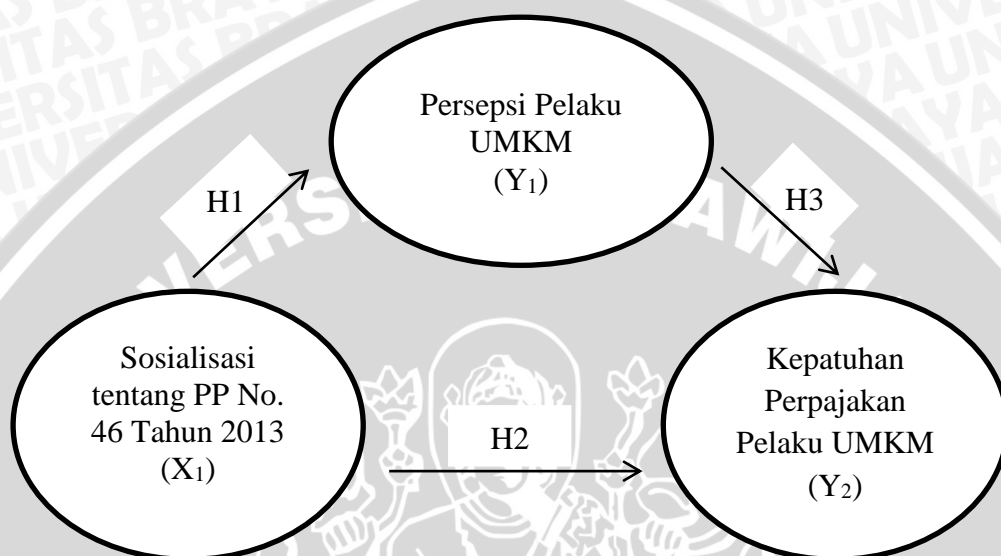 Persepsi Pelaku
UMKM
(Y₁)
H1
H3
Sosialisasi
tentang PP No.
46 Tahun 2013
(X₁)
H2
Kepatuhan
Perpajakan
Pelaku UMKM
(Y₂)